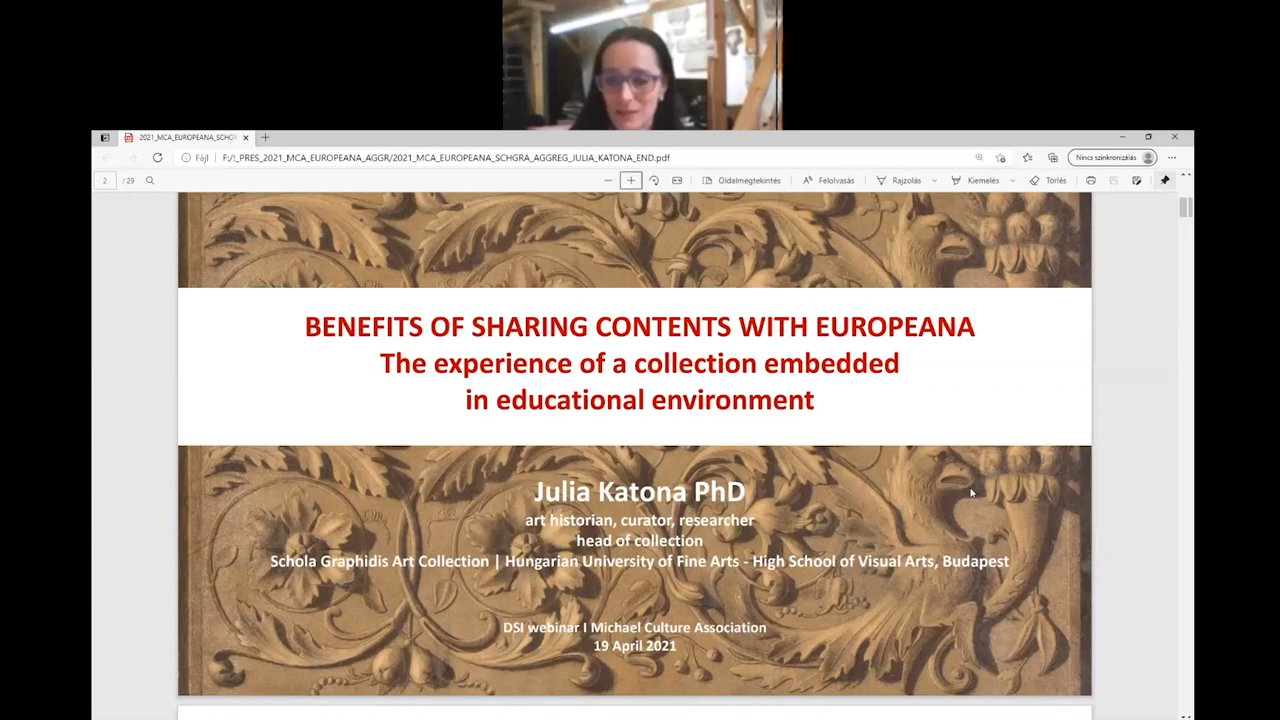 2021_MCA_EUROPEANA_SCHGR
Fájl
F:/!_PRES_2021_MCA_EUROPEANA_AGGR/2021_MCA_EUROPEANA_SCHGRA_AGGREG_JULIA_KATONA_END.pdf
Nincs szinkronizálás
2 / 29
Oldalmegtekintés
Felolvasás
Rajzolás
Kiemelés
Törlés
BENEFITS OF SHARING CONTENTS WITH EUROPEANA
The experience of a collection embedded
in educational environment
Julia Katona PhD
art historian, curator, researcher
head of collection
Schola Graphidis Art Collection | Hungarian University of Fine Arts - High School of Visual Arts, Budapest
DSI webinar I Michael Culture Association
19 April 2021